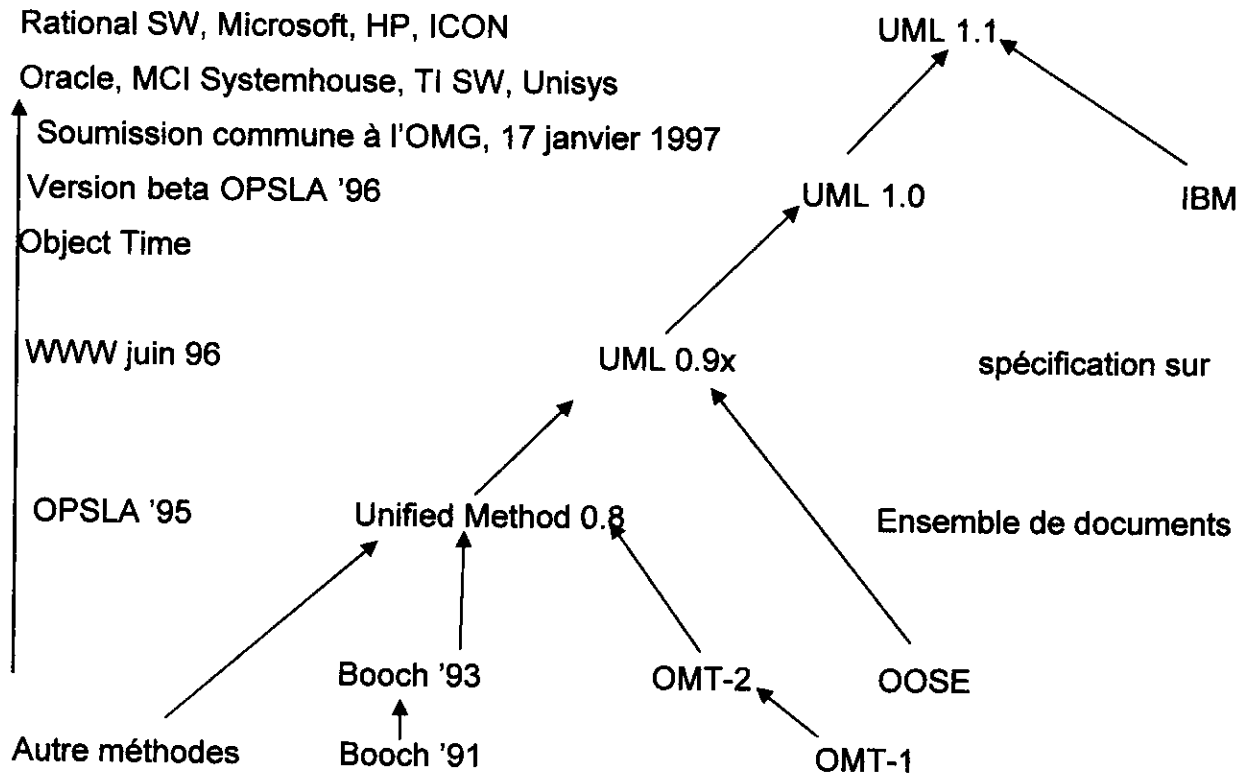 Rational SW, Microsoft, HP, ICON UML 1.1
Oracle, MCI Systemhouse, TI SW, Unisys
Soumission commune à l'OMG, 17 janvier 1997
Version beta OPSLA '96 UML 1.0 IBM
Object Time
WWW juin 96 UML 0.9x spécification sur
OPSLA '95 Unified Method 0.8 Ensemble de documents
Booch '93 OMT-2 OOSE
Autre méthodes Booch '91 OMT-1